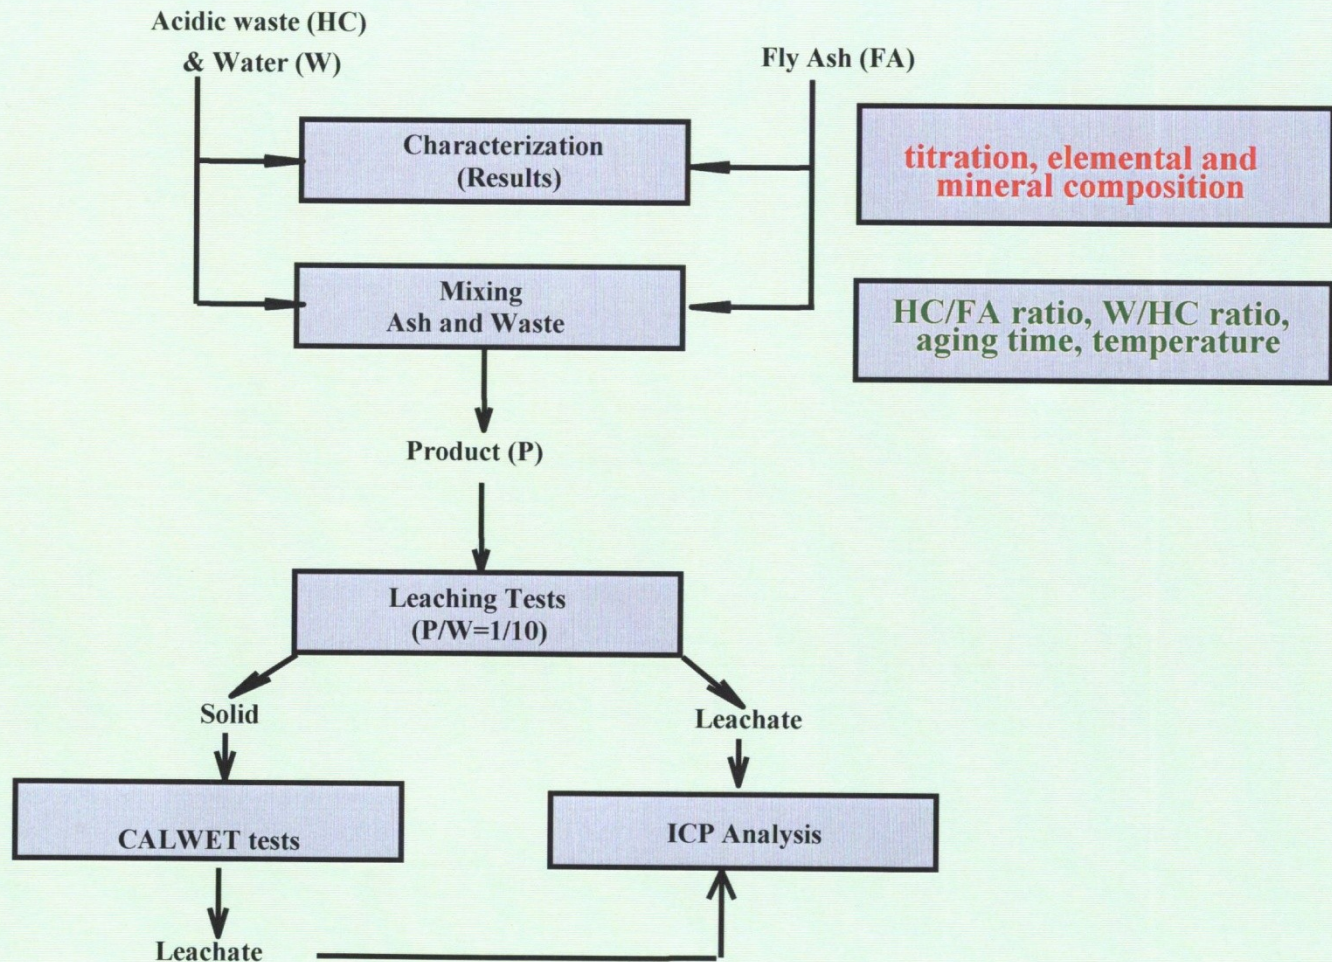 Acidic waste (HC)
& Water (W)
Fly Ash (FA)
Characterization
(Results)
titration, elemental and
mineral composition
Mixing
Ash and Waste
HC/FA ratio, W/HC ratio,
aging time, temperature
Product (P)
Leaching Tests
(P/W=1/10)
Solid
Leachate
CALWET tests
ICP Analysis
Leachate